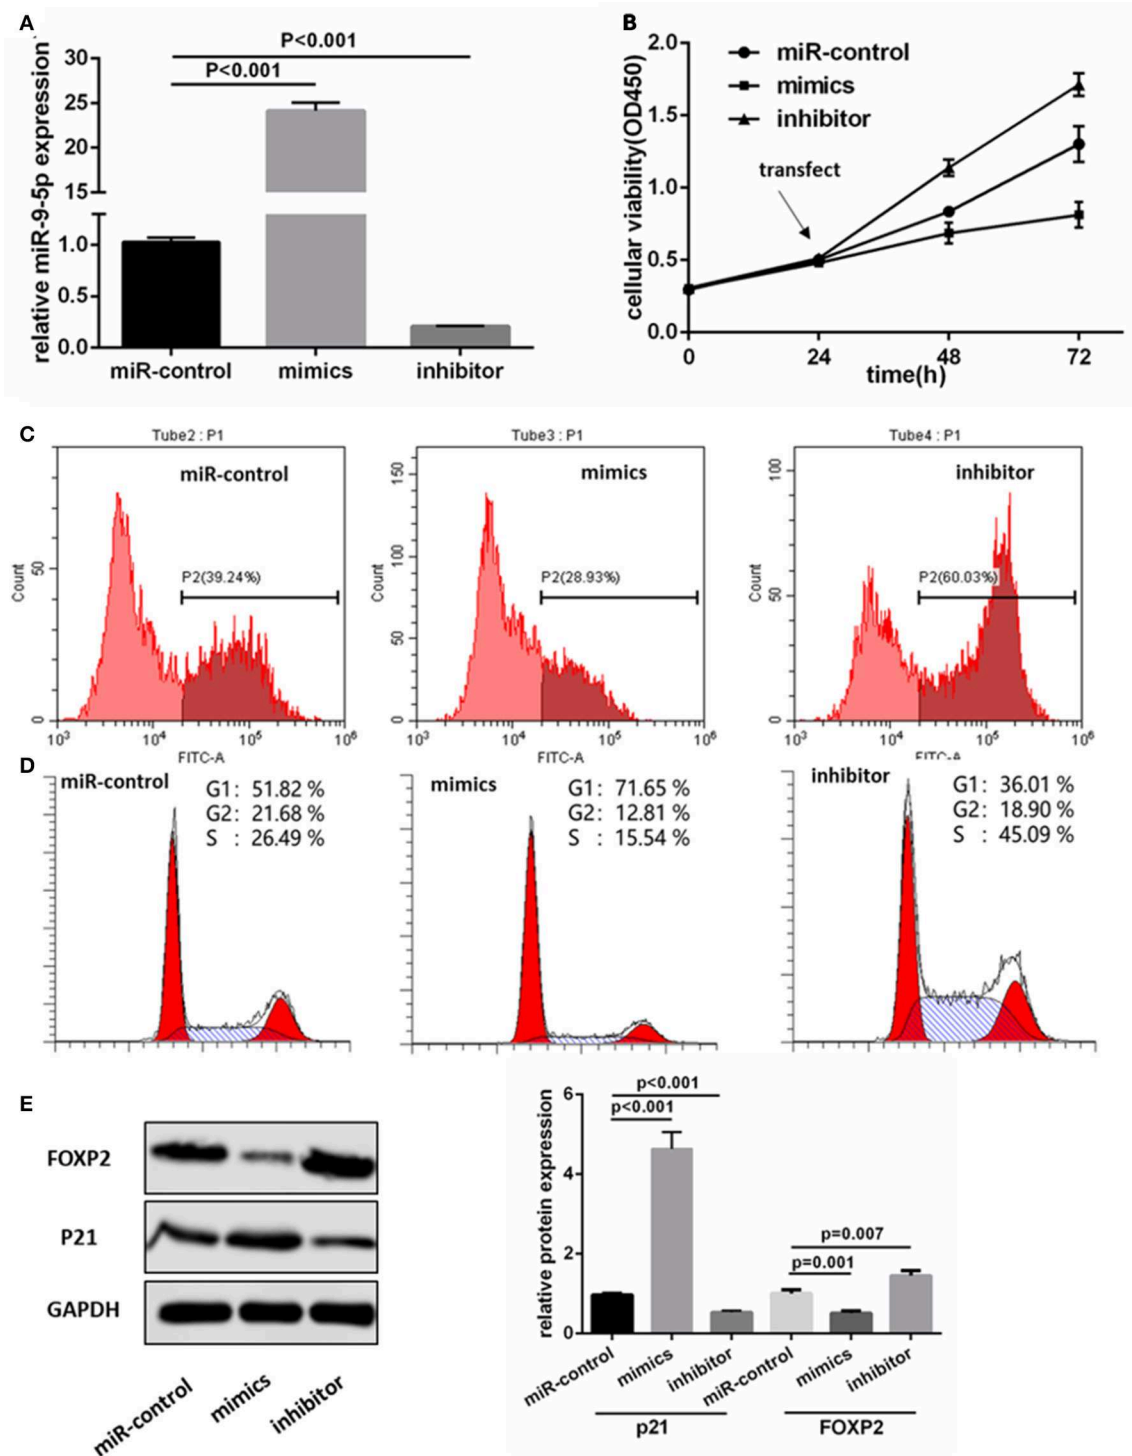 A
relative miR-9-5p expression
30
25
20
15
1.0
0.5
0.0
P<0.001
P<0.001
miR-control
mimics
inhibitor
B
cellular viability(OD450)
2.0
1.5
1.0
0.5
0.0
miR-control
mimics
inhibitor
transfect
0
24
48
72
time(h)
C
Tube2 : P1
miR-control
P2(39.24%)
Count
50
0
10³
10⁴
10⁵
10⁶
FITC-A
Tube3 : P1
mimics
P2(28.93%)
Count
150
100
50
0
10³
10⁴
10⁵
10⁶
FITC-A
Tube4 : P1
inhibitor
P2(60.03%)
Count
100
50
0
10³
10⁴
10⁵
10⁶
FITC-A
D
miR-control
G1: 51.82 %
G2: 21.68 %
S : 26.49 %
mimics
G1: 71.65 %
G2: 12.81 %
S : 15.54 %
inhibitor
G1: 36.01 %
G2: 18.90 %
S : 45.09 %
E
FOXP2
P21
GAPDH
miR-control
mimics
inhibitor
relative protein expression
6
4
2
0
p<0.001
p<0.001
p=0.007
p=0.001
miR-control
mimics
inhibitor
miR-control
mimics
inhibitor
p21
FOXP2